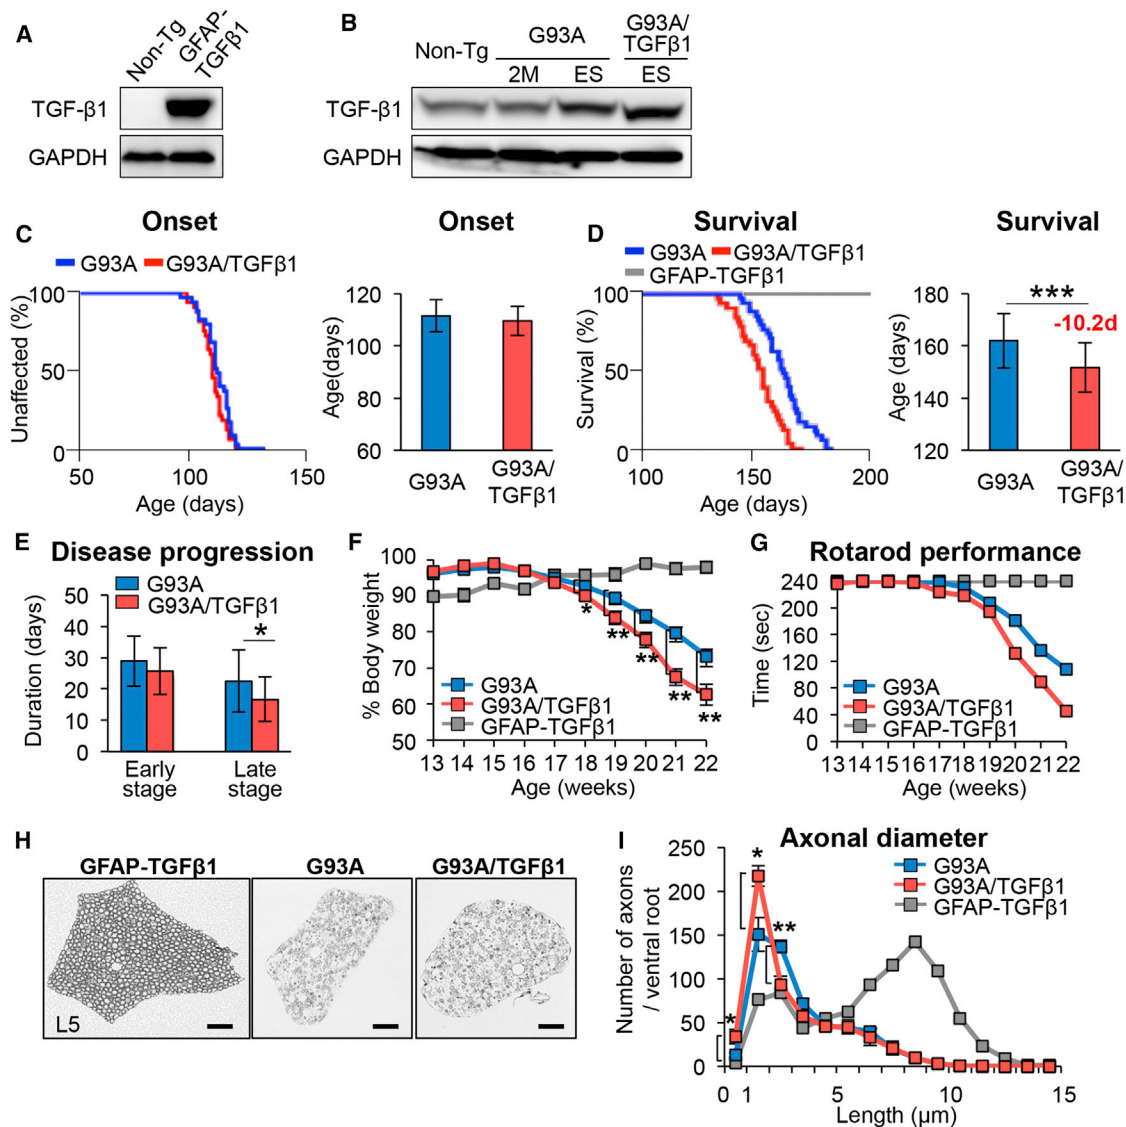 A
Non-Tg
GFAP-
TGFβ1
TGF-β1
GAPDH
B
Non-Tg
G93A
G93A/
TGFβ1
2M
ES
ES
TGF-β1
GAPDH
C
Onset
G93A
G93A/TGFβ1
Unaffected (%)
100
50
0
50
100
150
Age (days)
Onset
Age(days)
120
100
80
60
G93A
G93A/
TGFβ1
D
Survival
G93A
G93A/TGFβ1
GFAP-TGFβ1
Survival (%)
100
50
0
100
150
200
Age (days)
Survival
***
-10.2d
Age (days)
180
160
140
120
G93A
G93A/
TGFβ1
E
Disease progression
G93A
G93A/TGFβ1
*
Duration (days)
50
40
30
20
10
0
Early
stage
Late
stage
F
% Body weight
100
90
80
70
60
50
*
**
**
**
**
G93A
G93A/TGFβ1
GFAP-TGFβ1
13 14 15 16 17 18 19 20 21 22
Age (weeks)
G
Rotarod performance
Time (sec)
240
200
160
120
80
40
0
G93A
G93A/TGFβ1
GFAP-TGFβ1
13 14 15 16 17 18 19 20 21 22
Age (weeks)
H
GFAP-TGFβ1
G93A
G93A/TGFβ1
L5
I
Axonal diameter
G93A
G93A/TGFβ1
GFAP-TGFβ1
Number of axons
/ ventral root
250
200
150
100
50
0
*
*
**
0 1 5 10 15
Length (μm)